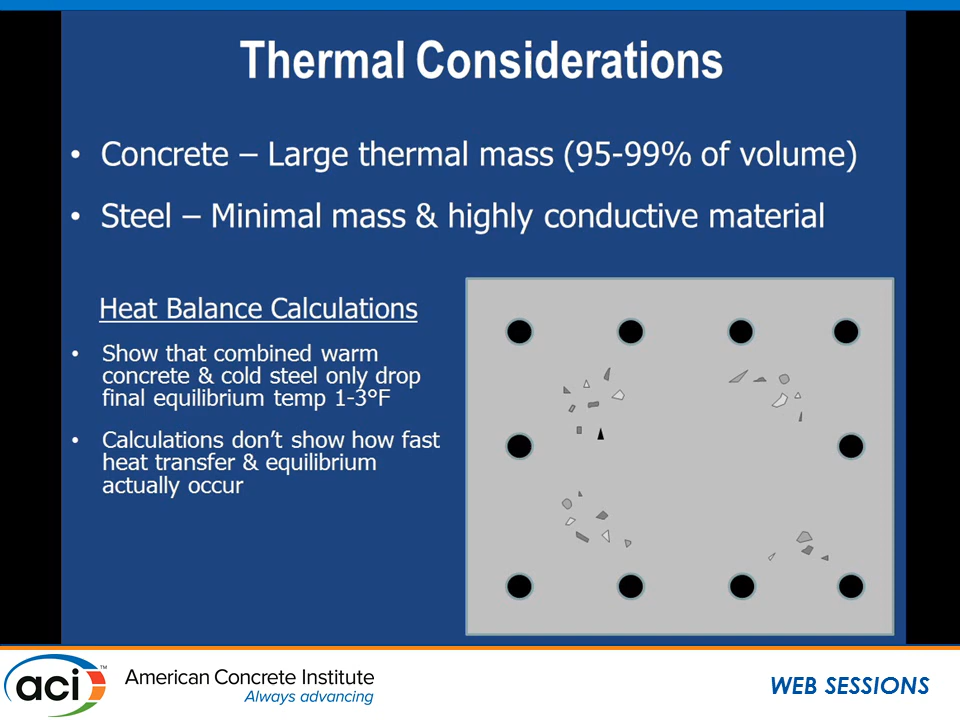 Thermal Considerations
• Concrete – Large thermal mass (95-99% of volume)
• Steel – Minimal mass & highly conductive material
Heat Balance Calculations
• Show that combined warm
concrete & cold steel only drop
final equilibrium temp 1-3°F
• Calculations don't show how fast
heat transfer & equilibrium
actually occur
aci™
American Concrete Institute
Always advancing
WEB SESSIONS